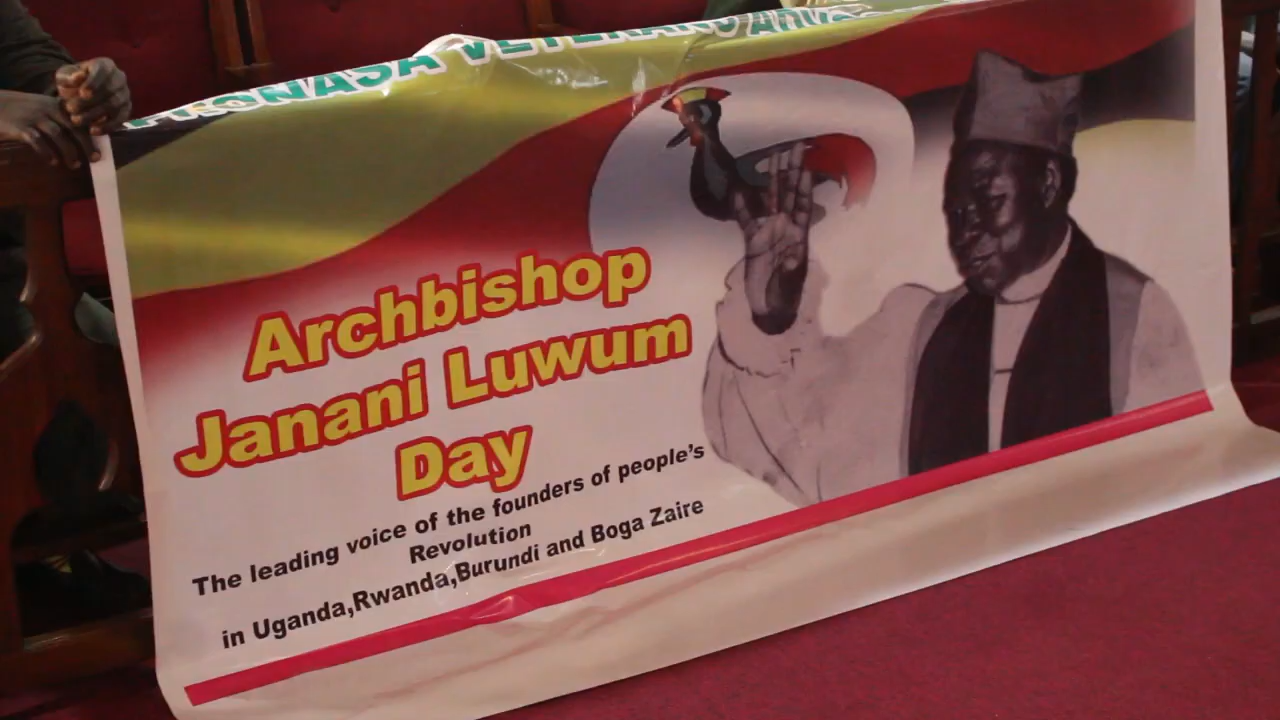 VETERANS
Archbishop
Janani Luwum
Day
The leading voice of the founders of people's
Revolution
in Uganda,Rwanda,Burundi and Boga Zaire